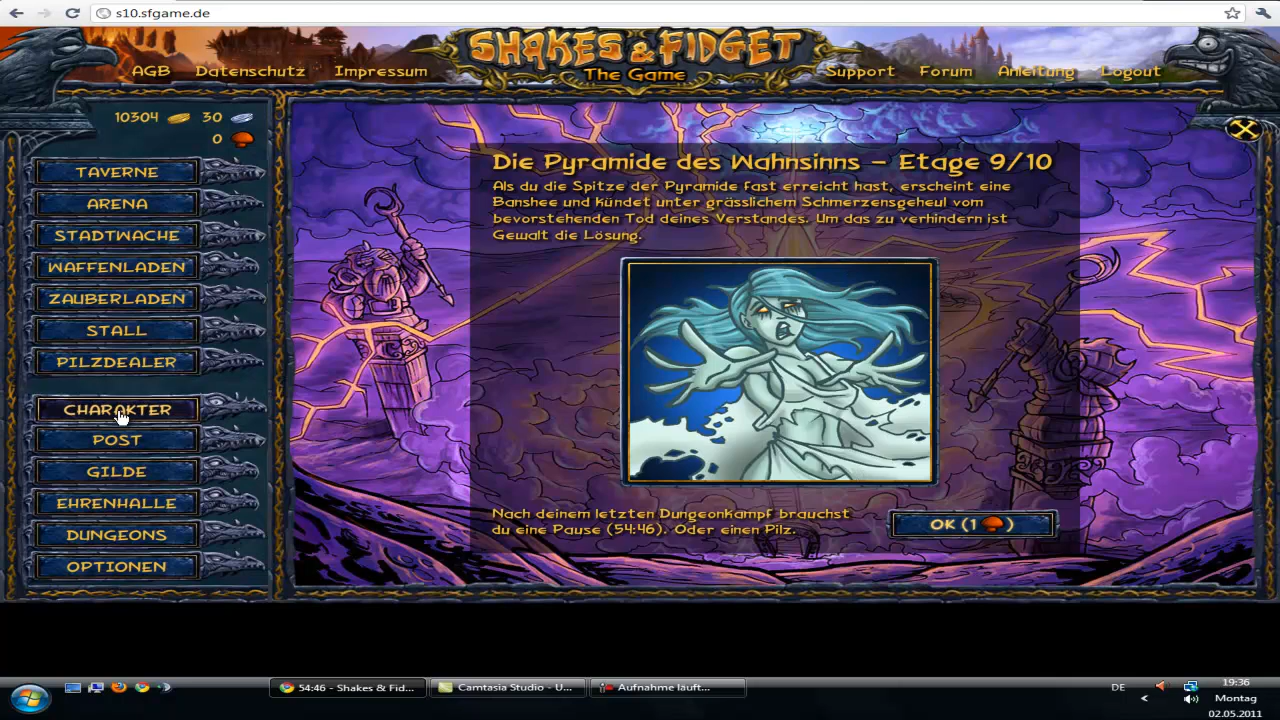 s10.sfgame.de
SHAKES & FIDGET
The Game
AGB Datenschutz Impressum Support Forum Anleitung Logout
10304 30
0
TAVERNE
ARENA
STADTWACHE
WAFFENLADEN
ZAUBERLADEN
STALL
PILZDEALER
CHARAKTER
POST
GILDE
EHRENHALLE
DUNGEONS
OPTIONEN
Die Pyramide des Wahnsinns - Etage 9/10
Als du die Spitze der Pyramide fast erreicht hast, erscheint eine
Banshee und kündet unter grässlichem Schmerzensgeheul vom
bevorstehenden Tod deines Verstandes. Um das zu verhindern ist
Gewalt die Lösung.
Nach deinem letzten Dungeonkampf brauchst
du eine Pause (54:46). Oder einen Pilz.
OK (1 )
54:46 - Shakes & Fid...
Camtasia Studio - U...
Aufnahme läuft...
DE
19:36
Montag
02.05.2011